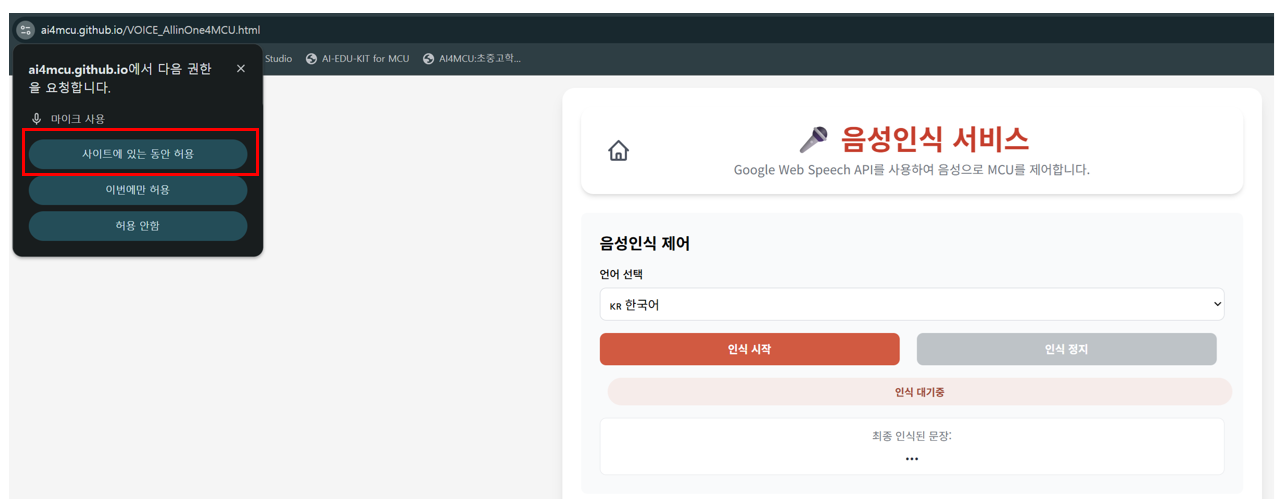 ai4mcu.github.io/VOICE_AllinOne4MCU.html
Studio
AI-EDU-KIT for MCU
AI4MCU:초중고학...
ai4mcu.github.io에서 다음 권한
을 요청합니다.
마이크 사용
사이트에 있는 동안 허용
이번에만 허용
허용 안함
🎤 음성인식 서비스
Google Web Speech API를 사용하여 음성으로 MCU를 제어합니다.
음성인식 제어
언어 선택
KR 한국어
인식 시작
인식 정지
인식 대기중
최종 인식된 문장:
...